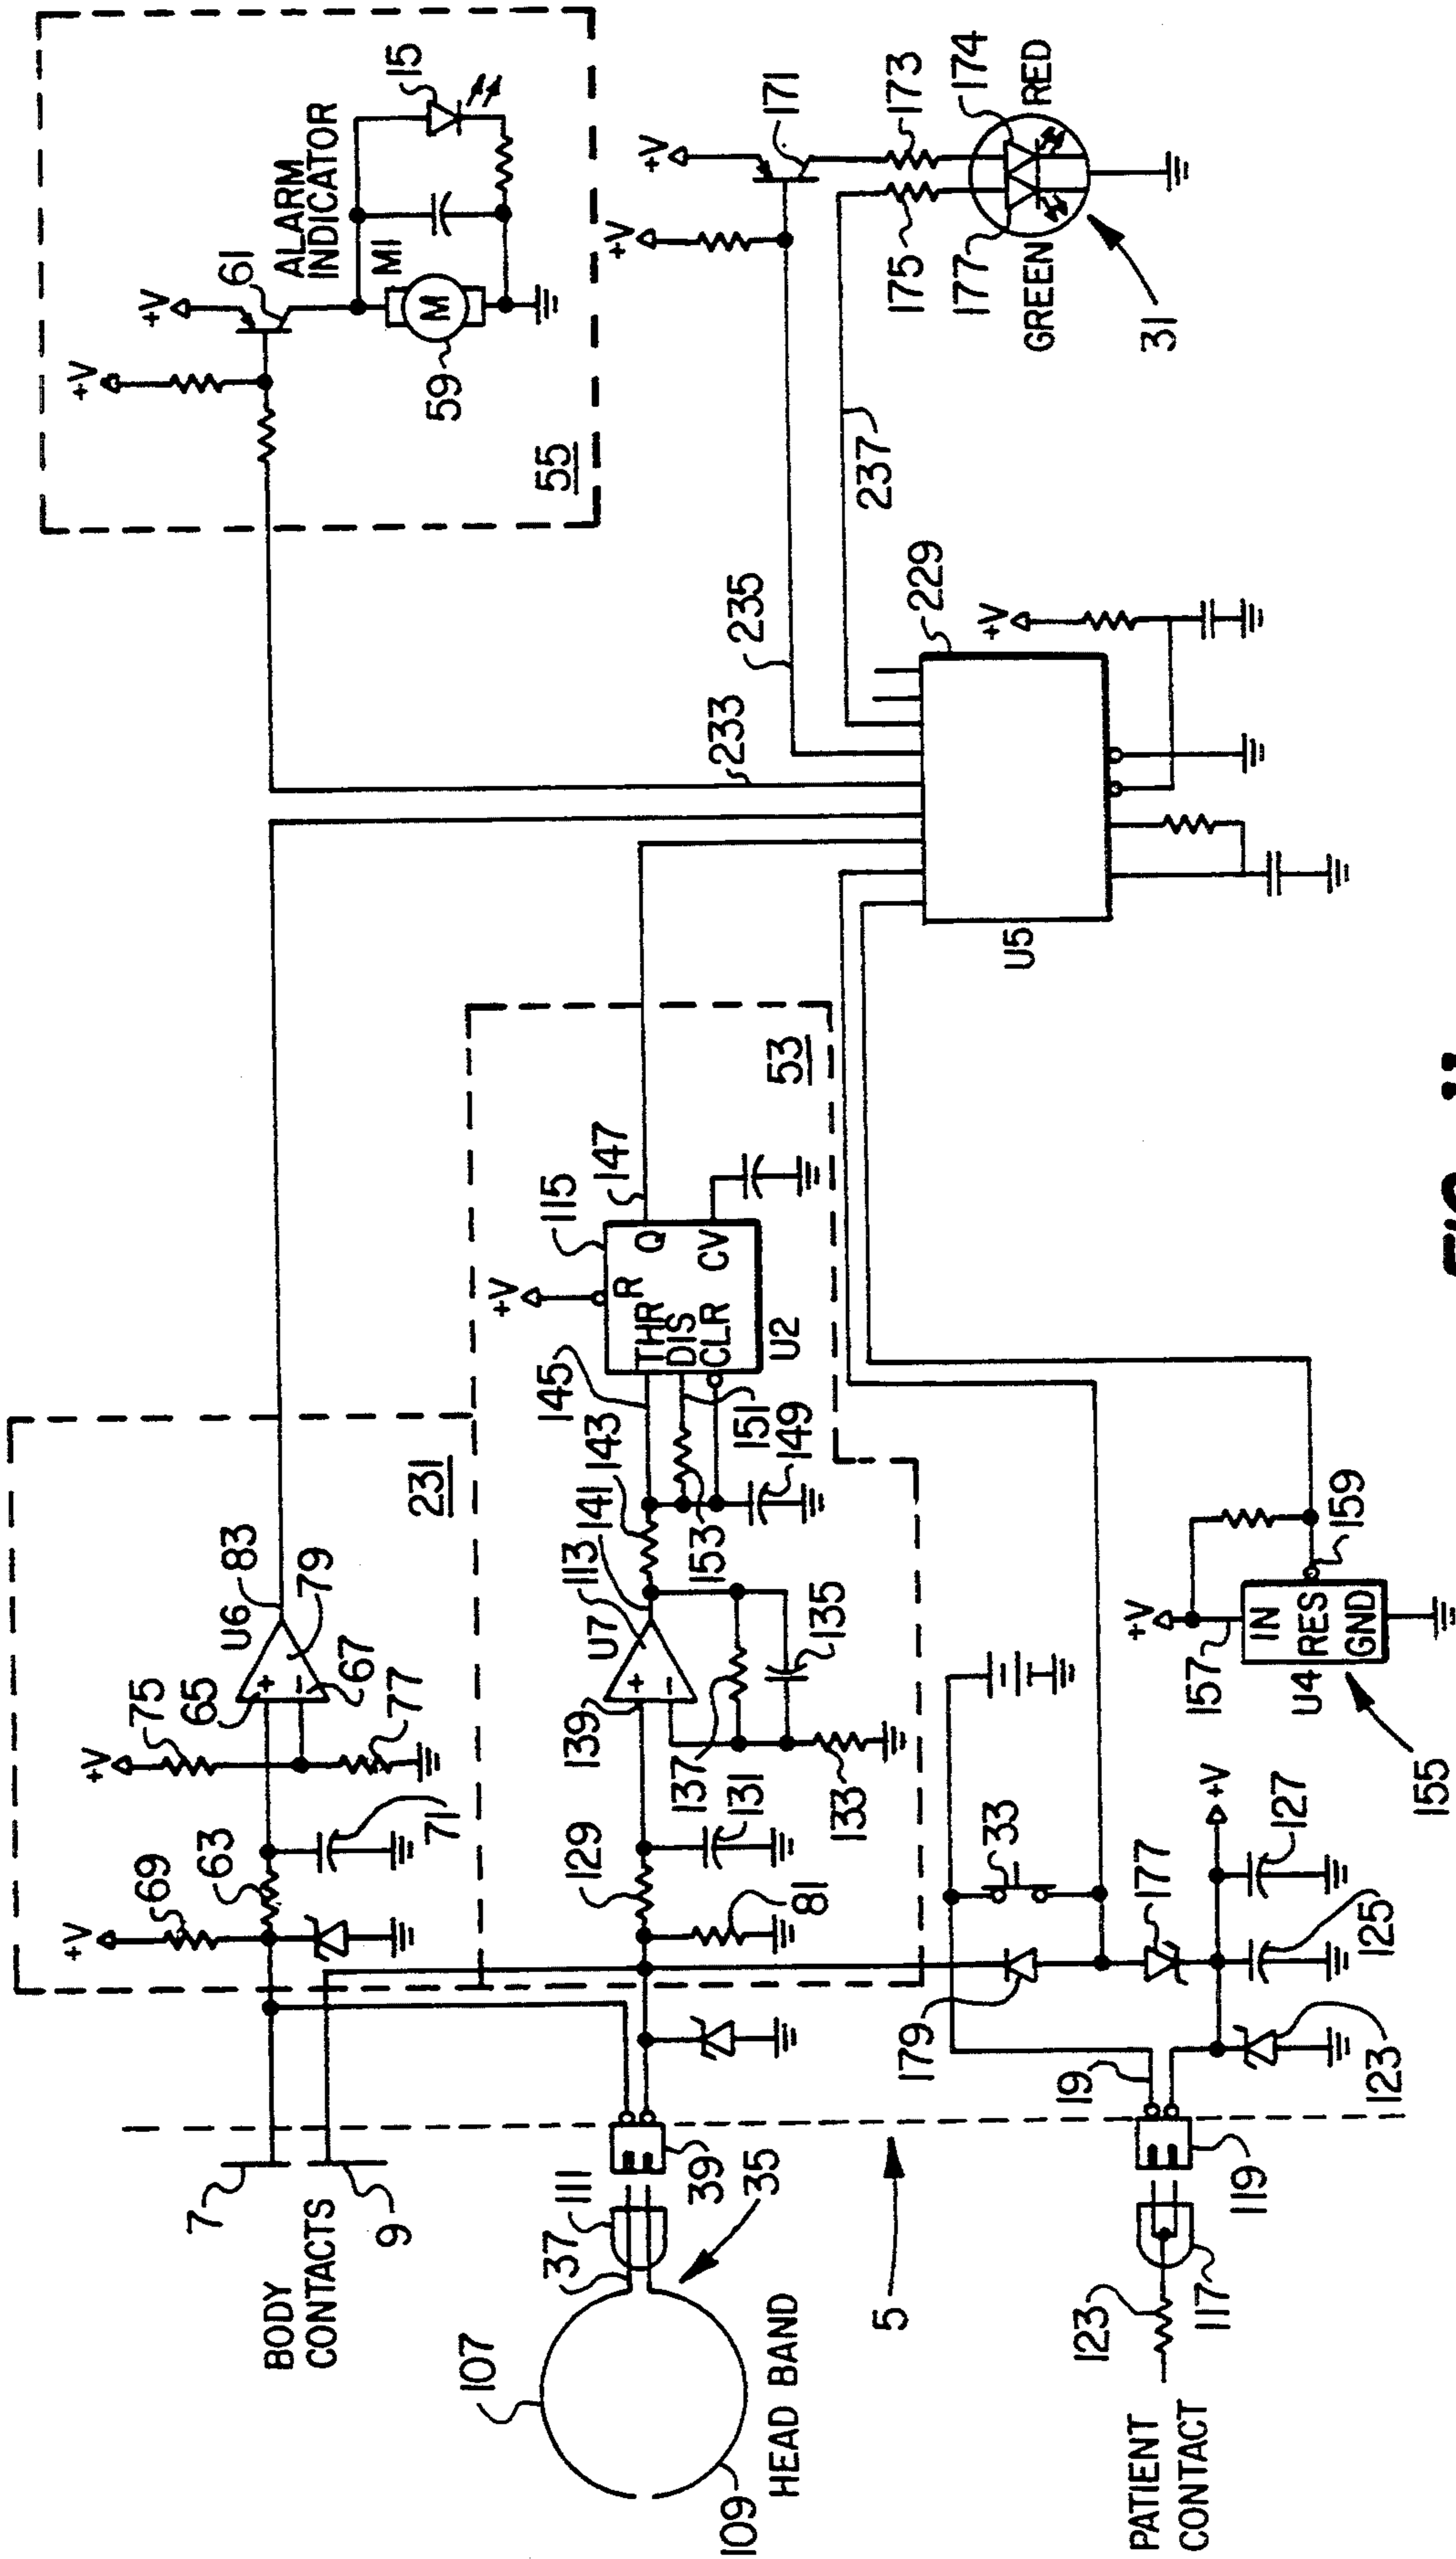 BODY
CONTACTS
7
9
+V
69
63
71
+V
75
65
77
U6
67
79
83
231
+V
61
+V
ALARM
INDICATOR
M1
M
59
15
55
107
109
HEAD BAND
37
111
39
35
129
131
81
139
137
133
U7
113
135
141
143
153
151
149
145
+V
115
THR
DIS
CLR
R
Q
CV
U2
147
53
233
235
237
+V
+V
171
175
173
177
174
GREEN
RED
31
5
179
33
177
19
PATIENT
CONTACT
123
117
119
123
125
127
+V
+V
157
IN
RES
GND
U4
159
155
U5
229
+V